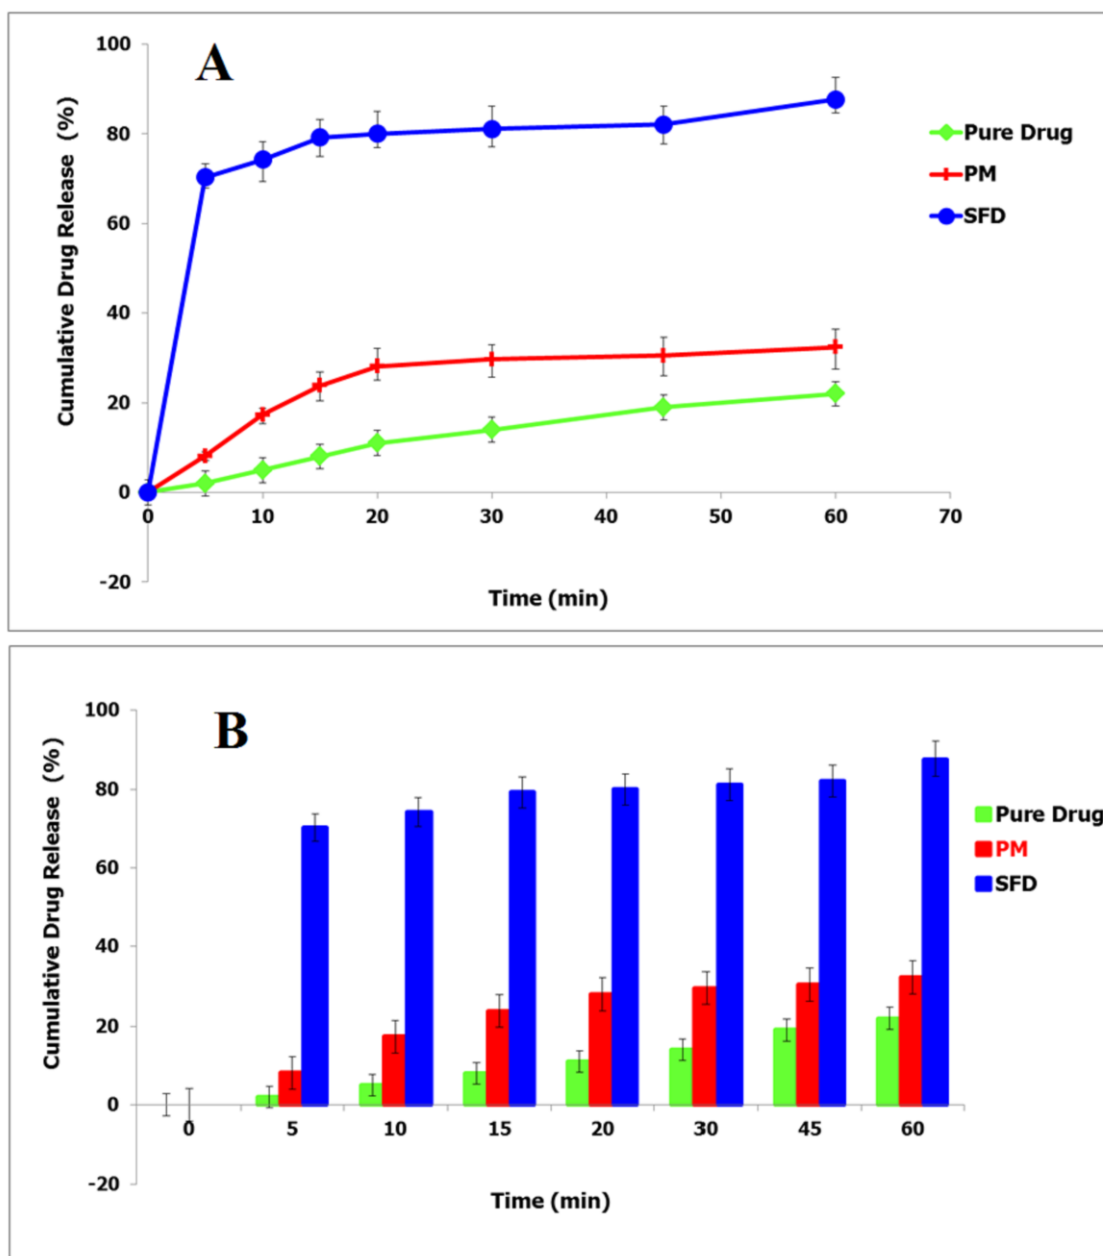 A
Cumulative Drug Release (%)
100
80
60
40
20
0
-20
0 10 20 30 40 50 60 70
Time (min)
Pure Drug
PM
SFD
B
Cumulative Drug Release (%)
100
80
60
40
20
0
-20
0 5 10 15 20 30 45 60
Time (min)
Pure Drug
PM
SFD